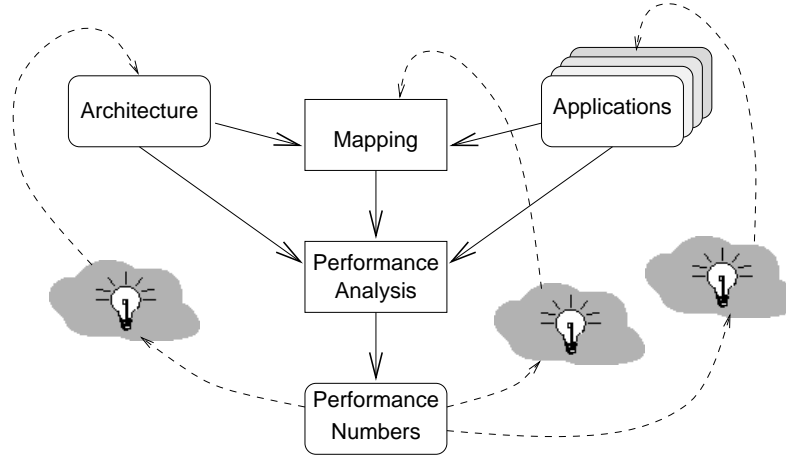 Architecture
Mapping
Applications
Performance
Analysis
Performance
Numbers